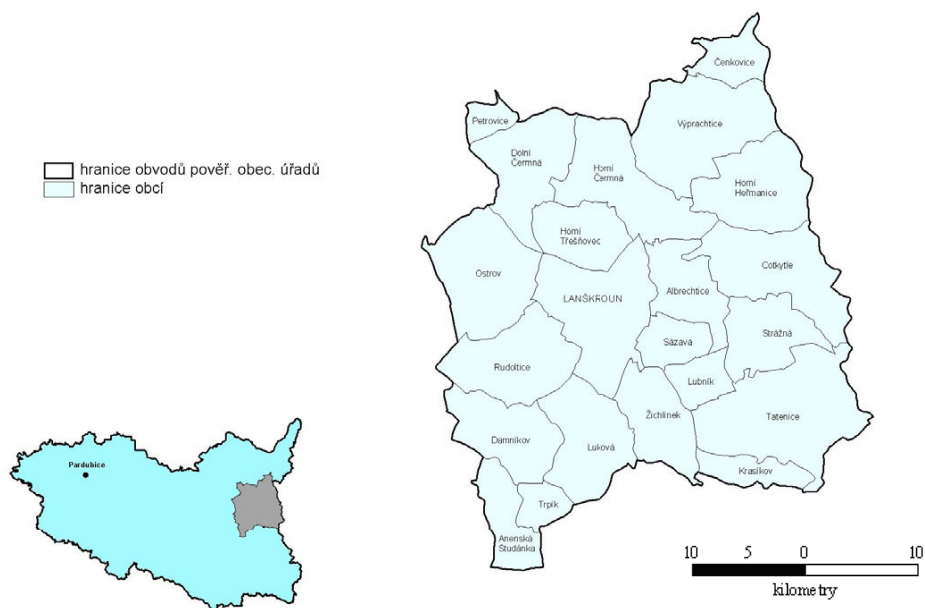 Čenkovice
Petrovice
Výprachtice
Dolní
Čermná
Horní
Čermná
hranice obvodů pověř. obec. úřadů
hranice obcí
Horní
Heřmanice
Horní
Třešňovec
Ostrov
Cotkytle
LANŠKROUN
Albrechtice
Strážná
Sázava
Rudoltice
Lubník
Žichlínek
Tatenice
Damníkov
Luková
Krasíkov
Pardubice
Trpík
Anenská
Studánka
10 5 0 10
kilometry